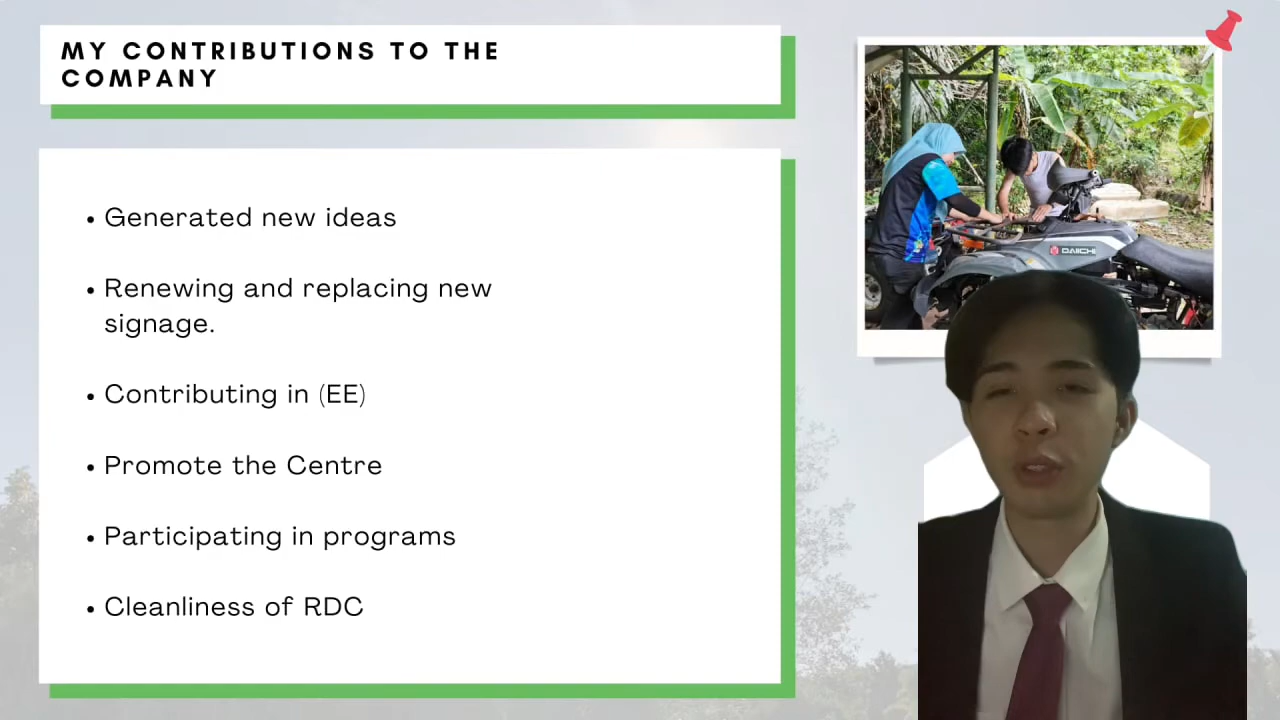 MY CONTRIBUTIONS TO THE
COMPANY
• Generated new ideas
• Renewing and replacing new
signage.
• Contributing in (EE)
• Promote the Centre
• Participating in programs
• Cleanliness of RDC
DAIICHI